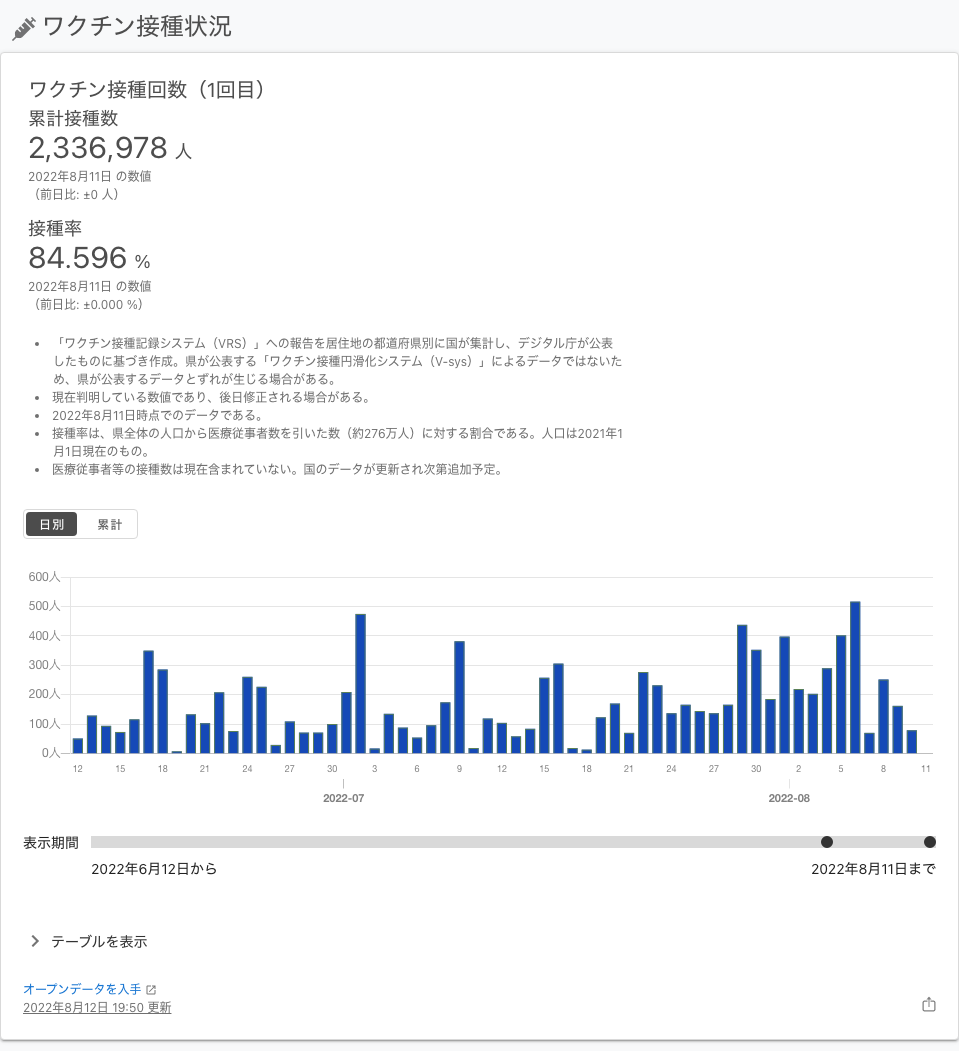 ワクチン接種状況
ワクチン接種回数（1回目）
累計接種数
2,336,978 人
2022年8月11日 の数値
（前日比: ±0 人）
接種率
84.596 %
2022年8月11日 の数値
（前日比: ±0.000 %）
• 「ワクチン接種記録システム（VRS）」への報告を居住地の都道府県別に国が集計し、デジタル庁が公表
したものに基づき作成。県が公表する「ワクチン接種円滑化システム（V-sys）」によるデータではないた
め、県が公表するデータとずれが生じる場合がある。
• 現在判明している数値であり、後日修正される場合がある。
• 2022年8月11日時点でのデータである。
• 接種率は、県全体の人口から医療従事者数を引いた数（約276万人）に対する割合である。人口は2021年1
月1日現在のもの。
• 医療従事者等の接種数は現在含まれていない。国のデータが更新され次第追加予定。
日別 累計
600人
500人
400人
300人
200人
100人
0人
12 15 18 21 24 27 30 3 6 9 12 15 18 21 24 27 30 2 5 8 11
2022-07 2022-08
表示期間
2022年6月12日から 2022年8月11日まで
テーブルを表示
オープンデータを入手
2022年8月12日 19:50 更新